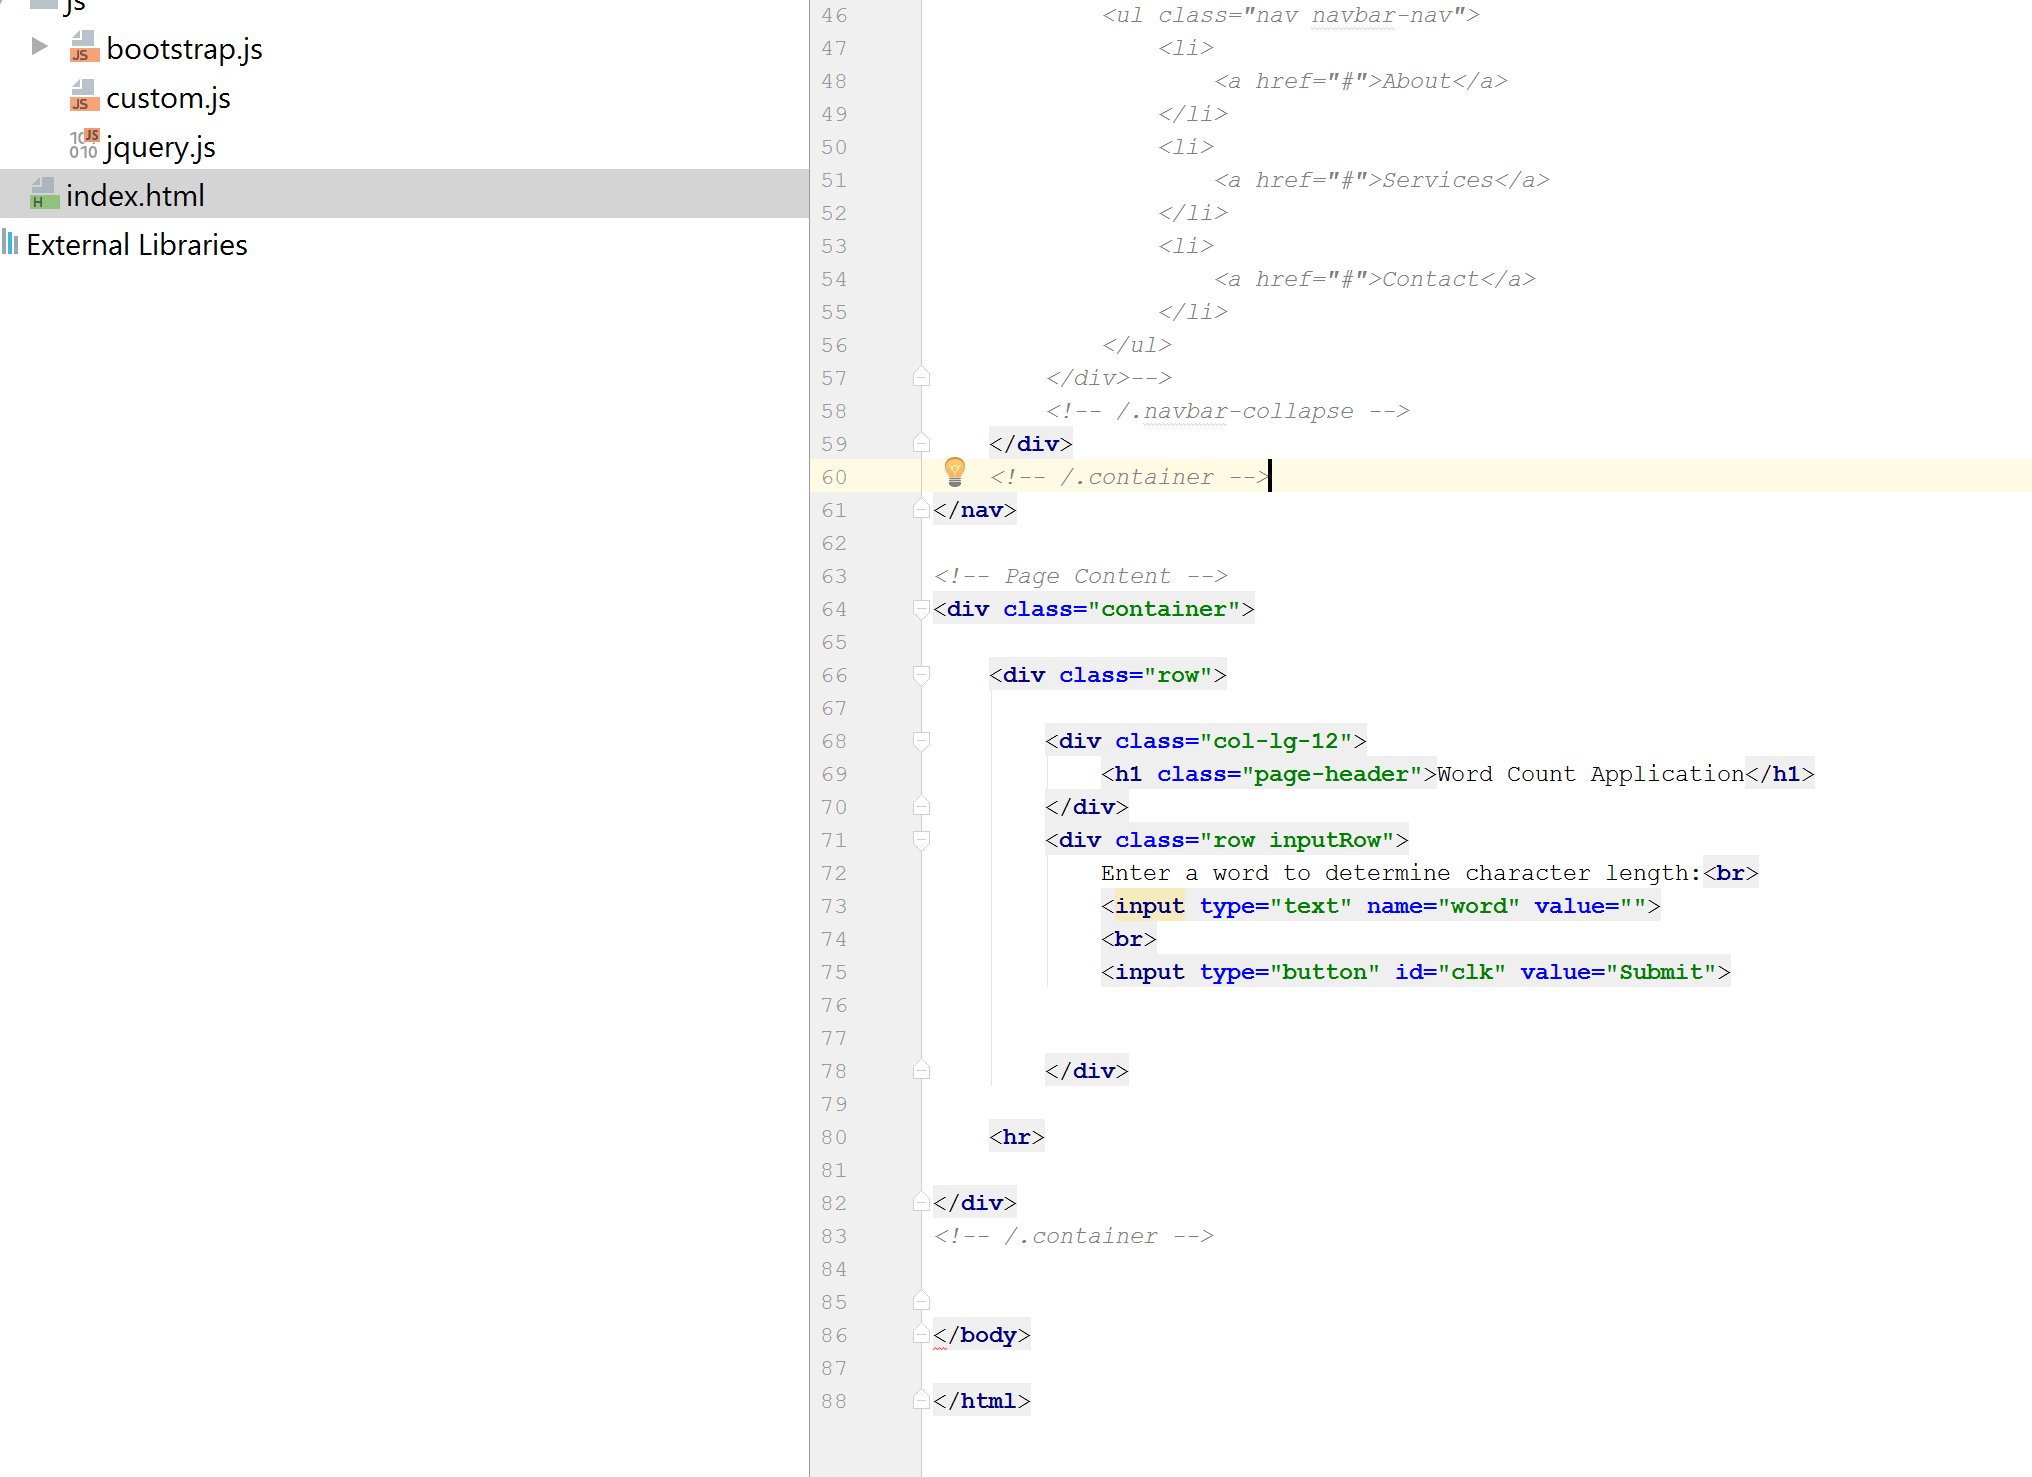 js
bootstrap.js
custom.js
jquery.js
index.html
External Libraries
46 <ul class="nav navbar-nav">
47 <li>
48 <a href="#">About</a>
49 </li>
50 <li>
51 <a href="#">Services</a>
52 </li>
53 <li>
54 <a href="#">Contact</a>
55 </li>
56 </ul>
57 </div>-->
58 <!-- /.navbar-collapse -->
59 </div>
60 <!-- /.container -->
61 </nav>
62
63 <!-- Page Content -->
64 <div class="container">
65
66 <div class="row">
67
68 <div class="col-lg-12">
69 <h1 class="page-header">Word Count Application</h1>
70 </div>
71 <div class="row inputRow">
72 Enter a word to determine character length:<br>
73 <input type="text" name="word" value="">
74 <br>
75 <input type="button" id="clk" value="Submit">
76
77
78 </div>
79
80 <hr>
81
82 </div>
83 <!-- /.container -->
84
85
86 </body>
87
88 </html>